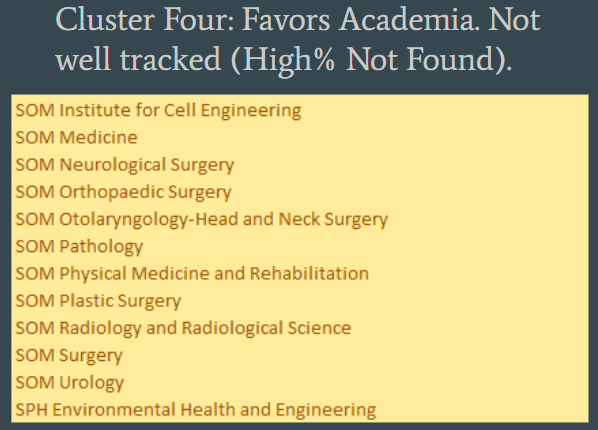 Cluster Four: Favors Academia. Not
well tracked (High% Not Found).
SOM Institute for Cell Engineering
SOM Medicine
SOM Neurological Surgery
SOM Orthopaedic Surgery
SOM Otolaryngology-Head and Neck Surgery
SOM Pathology
SOM Physical Medicine and Rehabilitation
SOM Plastic Surgery
SOM Radiology and Radiological Science
SOM Surgery
SOM Urology
SPH Environmental Health and Engineering